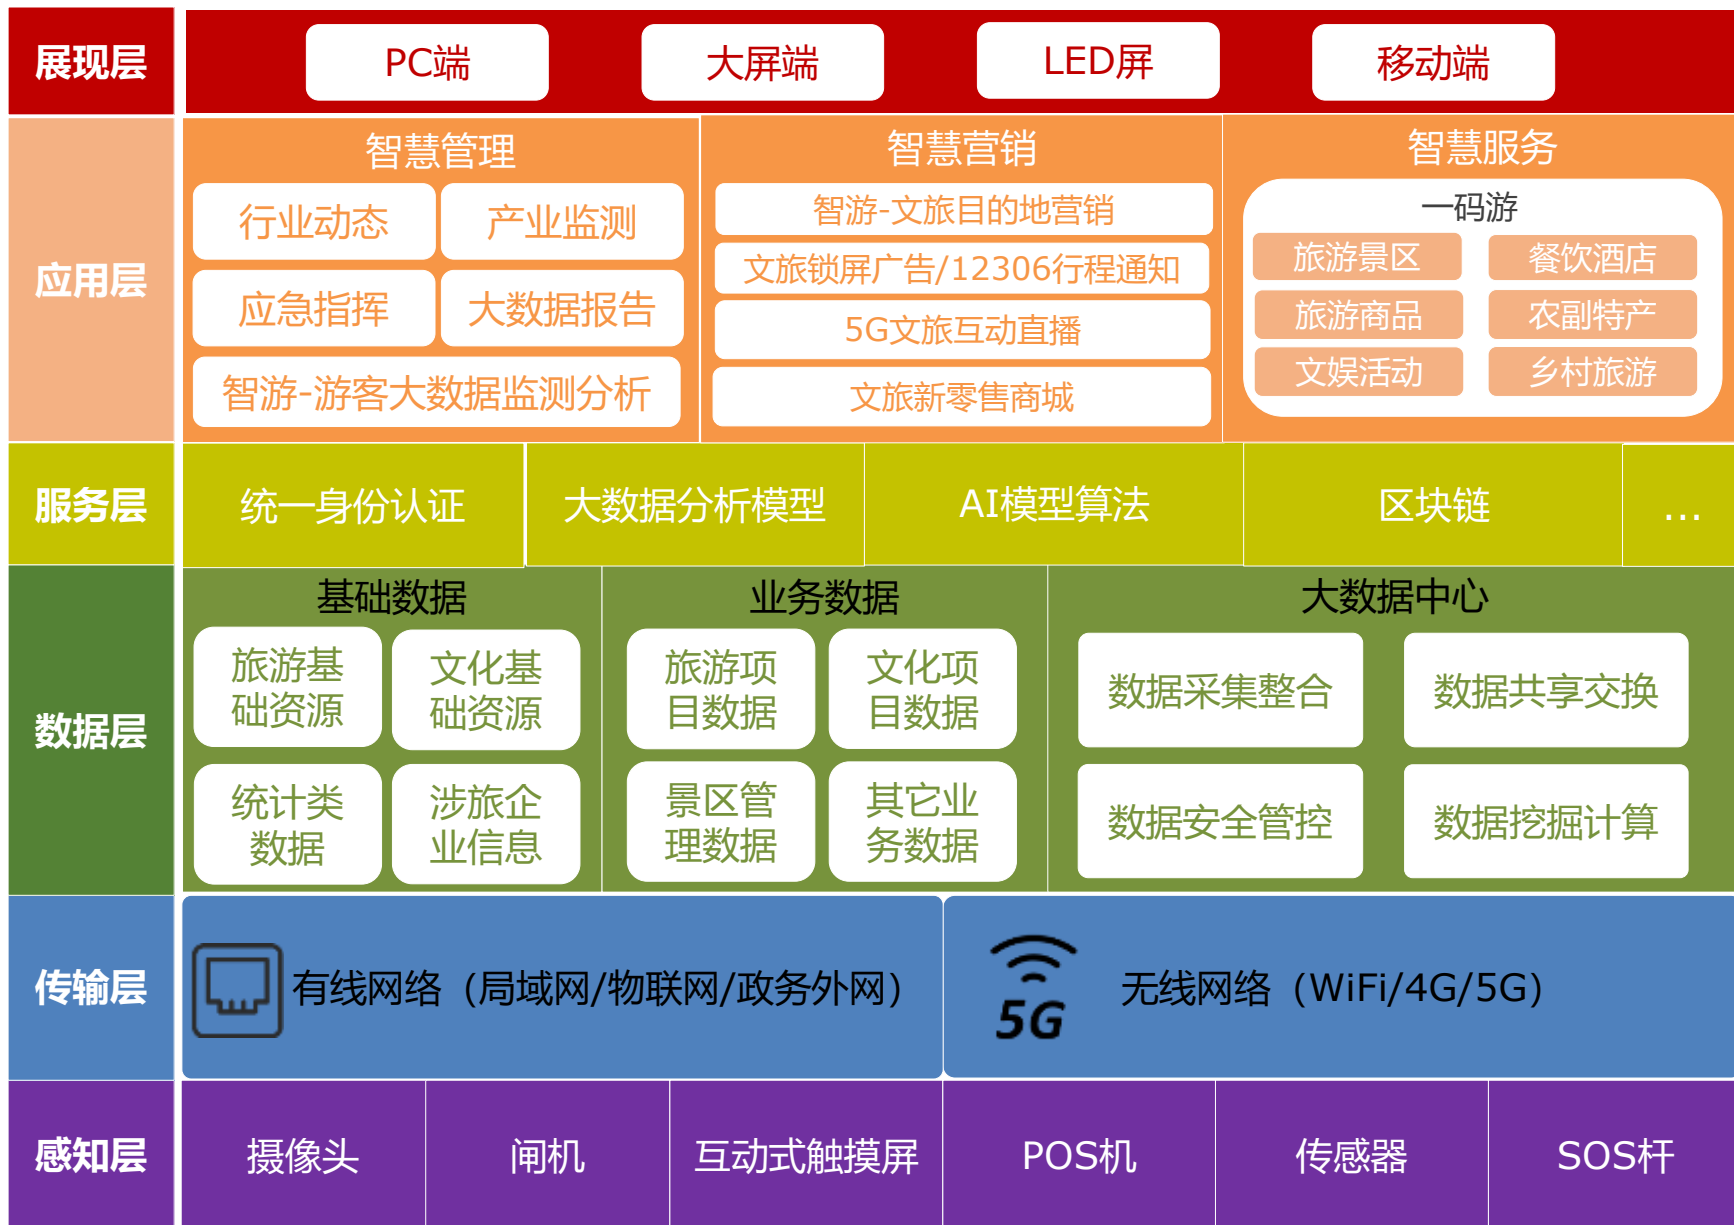 展现层
PC端
大屏端
LED屏
移动端
应用层
智慧管理
行业动态
产业监测
应急指挥
大数据报告
智游-游客大数据监测分析
智慧营销
智游-文旅目的地营销
文旅锁屏广告/12306行程通知
5G文旅互动直播
文旅新零售商城
智慧服务
一码游
旅游景区
餐饮酒店
旅游商品
农副特产
文娱活动
乡村旅游
服务层
统一身份认证
大数据分析模型
AI模型算法
区块链
...
数据层
基础数据
旅游基
础资源
文化基
础资源
统计类
数据
涉旅企
业信息
业务数据
旅游项
目数据
文化项
目数据
景区管
理数据
其它业
务数据
大数据中心
数据采集整合
数据共享交换
数据安全管控
数据挖掘计算
传输层
有线网络（局域网/物联网/政务外网）
5G
无线网络（WiFi/4G/5G）
感知层
摄像头
闸机
互动式触摸屏
POS机
传感器
SOS杆